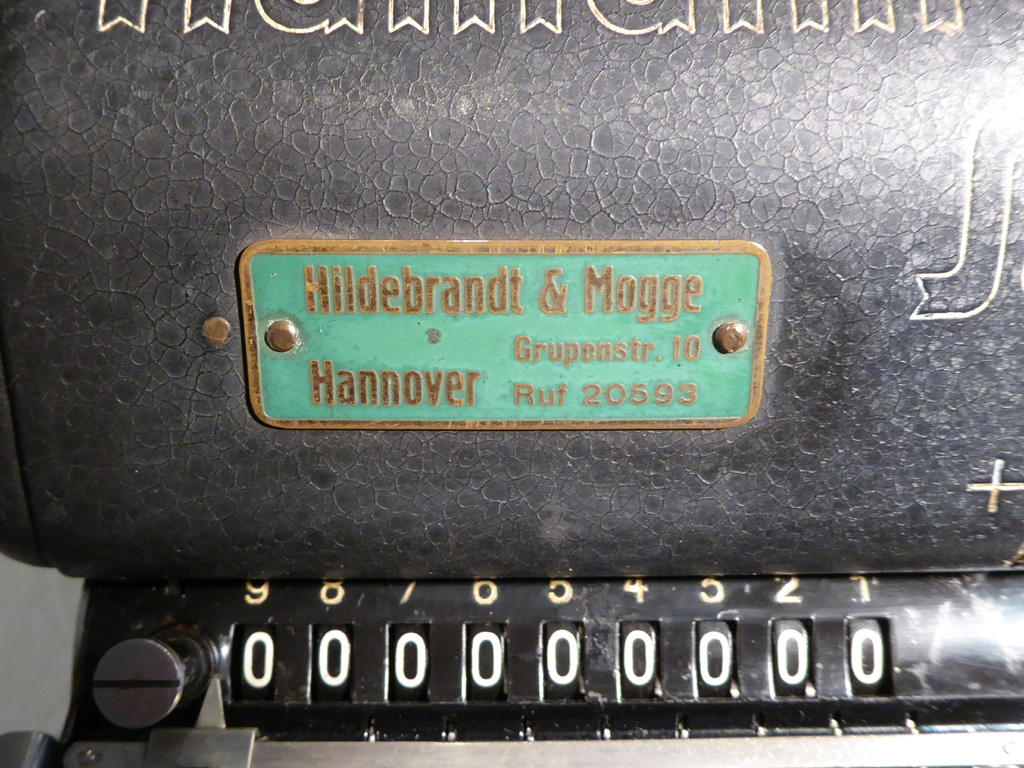 Hildebrandt & Mogge
Grupenstr. 10
Hannover Ruf 20593
+
9 8 7 6 5 4 3 2 1
0 0 0 0 0 0 0 0 0